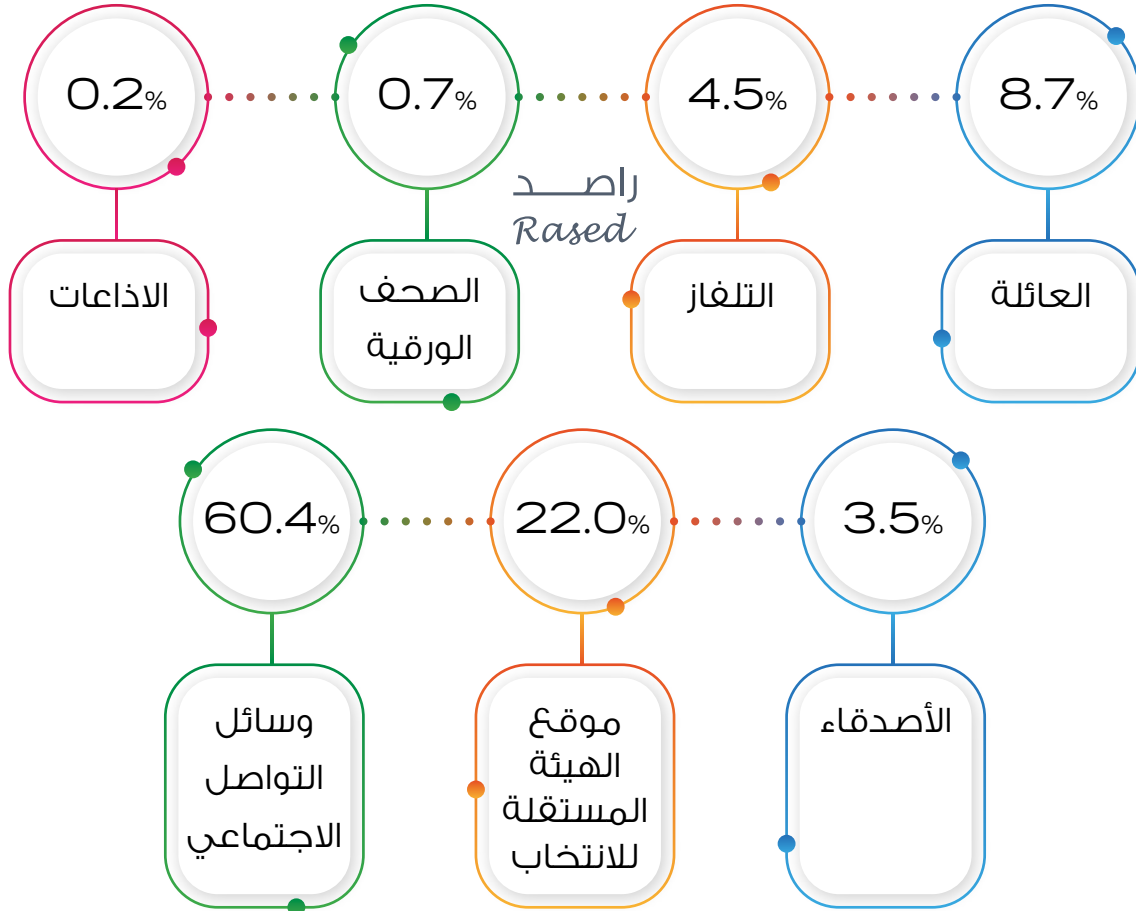 8.7%
4.5%
0.7%
0.2%
راصد
Rased
العائلة
التلفاز
الصحف
الورقية
الاذاعات
3.5%
22.0%
60.4%
الأصدقاء
موقع
الهيئة
المستقلة
للانتخاب
وسائل
التواصل
الاجتماعي